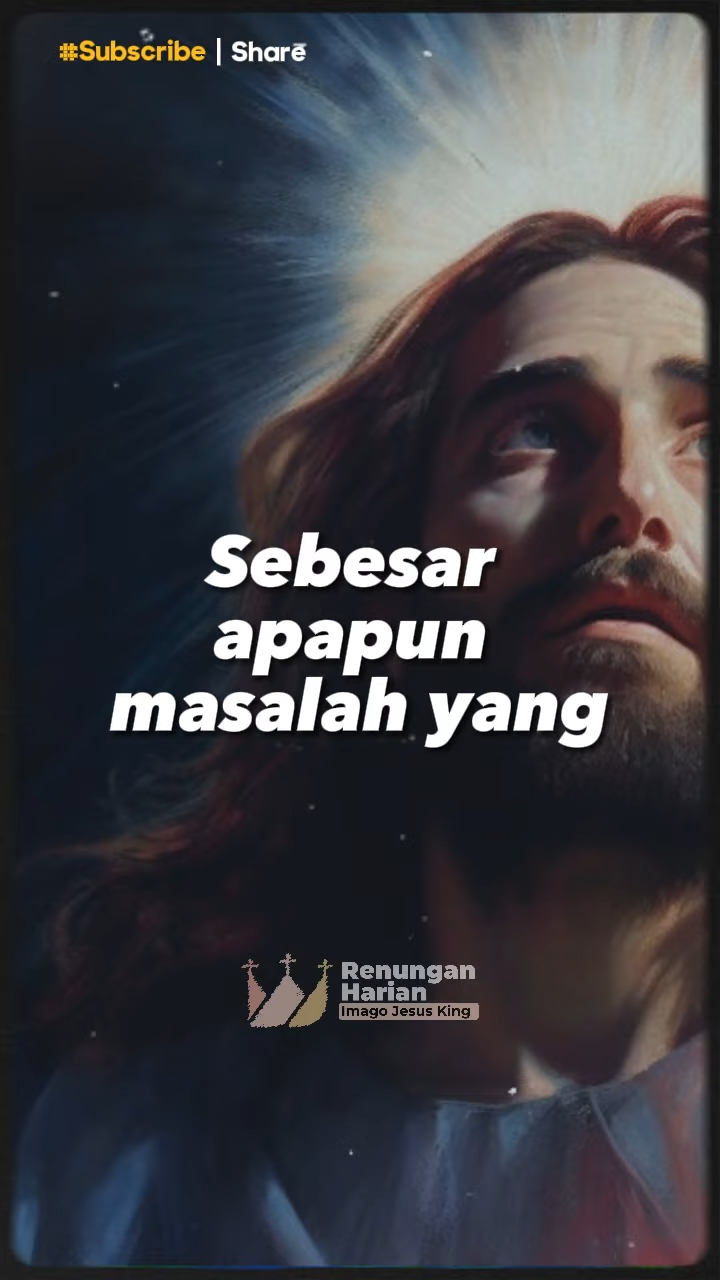 #Subscribe | Share
Sebesar
apapun
masalah yang
Renungan
Harian
Imago Jesus King